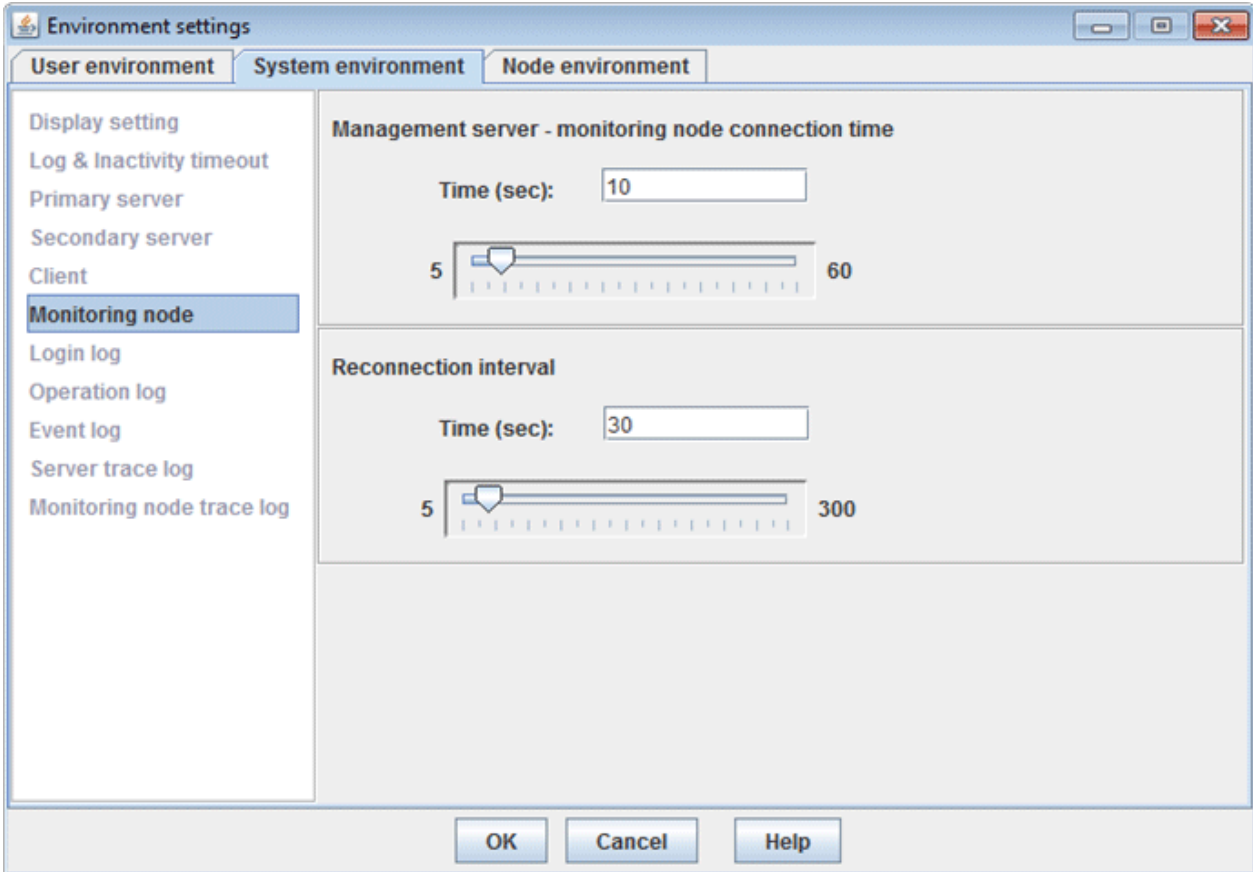 Environment settings
User environment System environment Node environment
Display setting
Log & Inactivity timeout
Primary server
Secondary server
Client
Monitoring node
Login log
Operation log
Event log
Server trace log
Monitoring node trace log
Management server - monitoring node connection time
Time (sec): 10
5 60
Reconnection interval
Time (sec): 30
5 300
OK Cancel Help